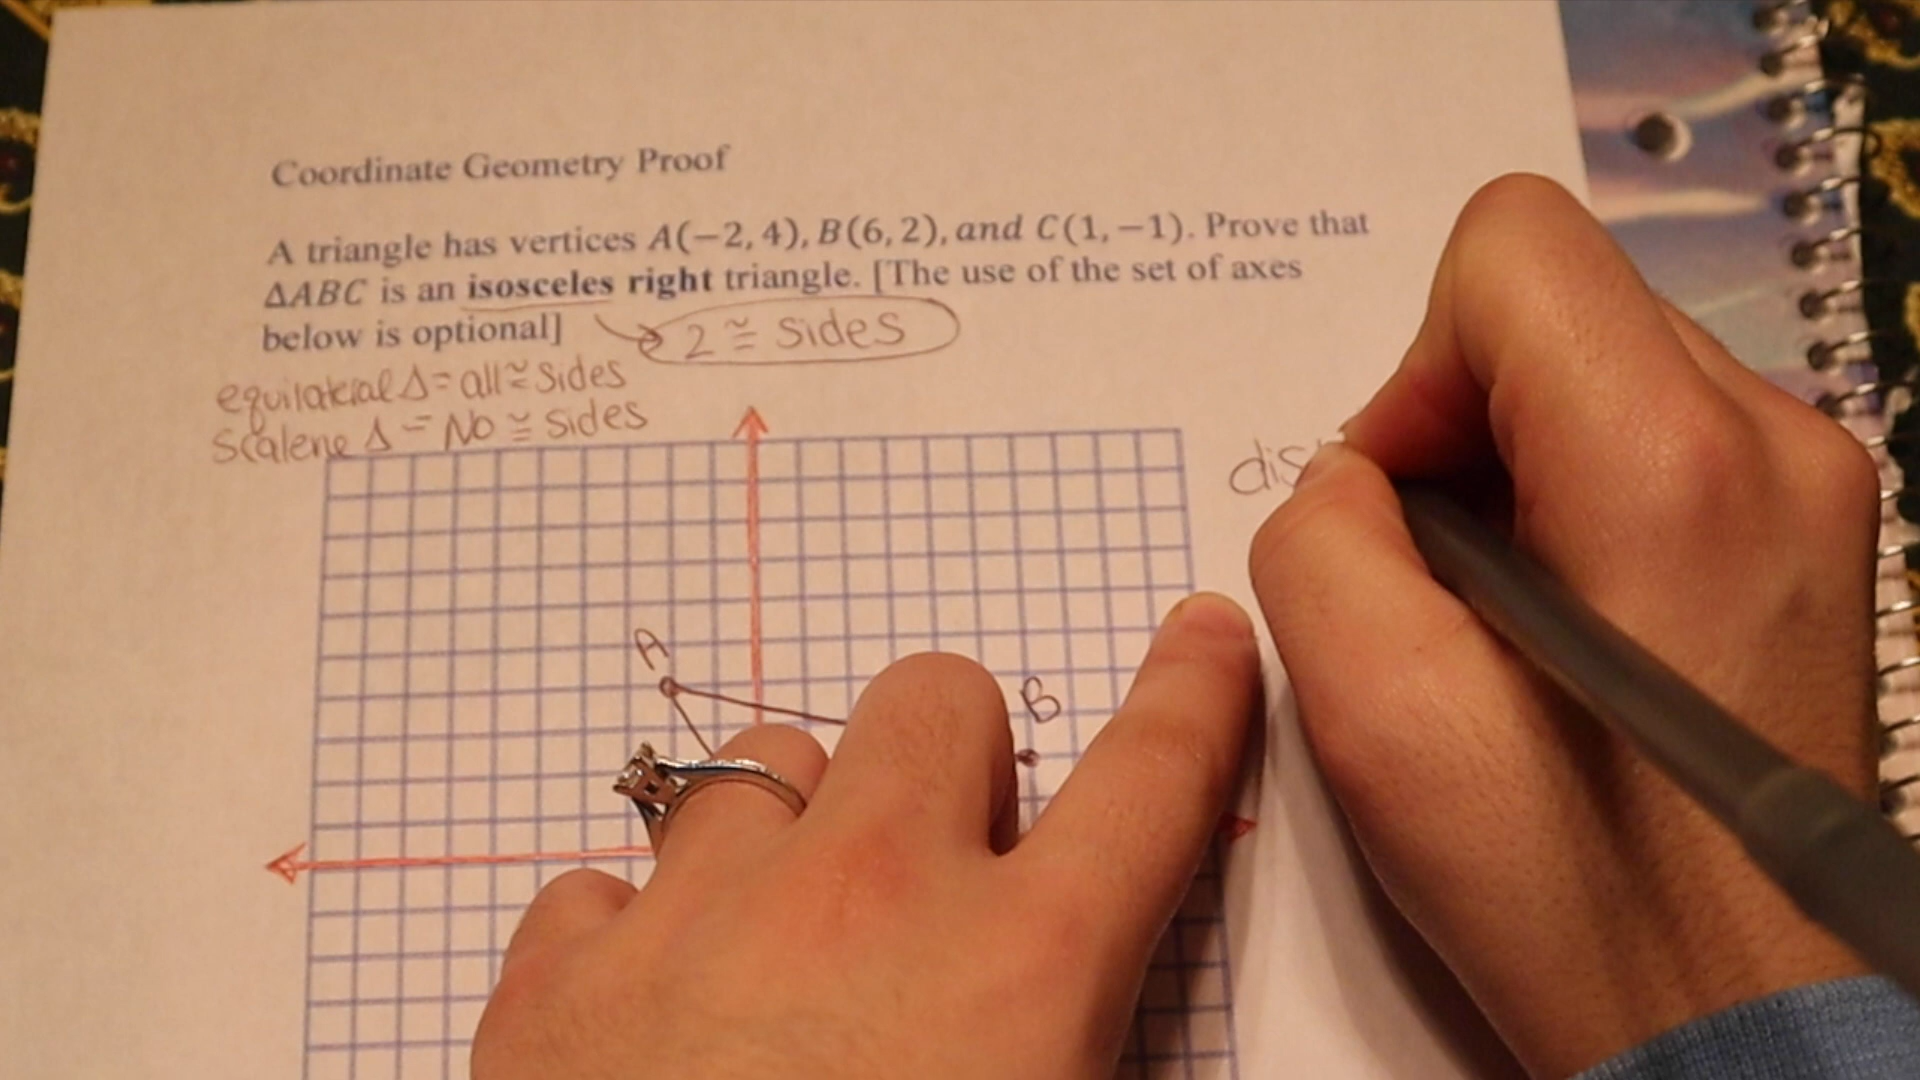 Coordinate Geometry Proof
A triangle has vertices A(−2, 4), B(6, 2), and C(1, −1). Prove that
ΔABC is an isosceles right triangle. [The use of the set of axes
below is optional]
2 ≅ sides
equilateral Δ = all ≅ sides
Scalene Δ = No ≅ sides
dis
A
B